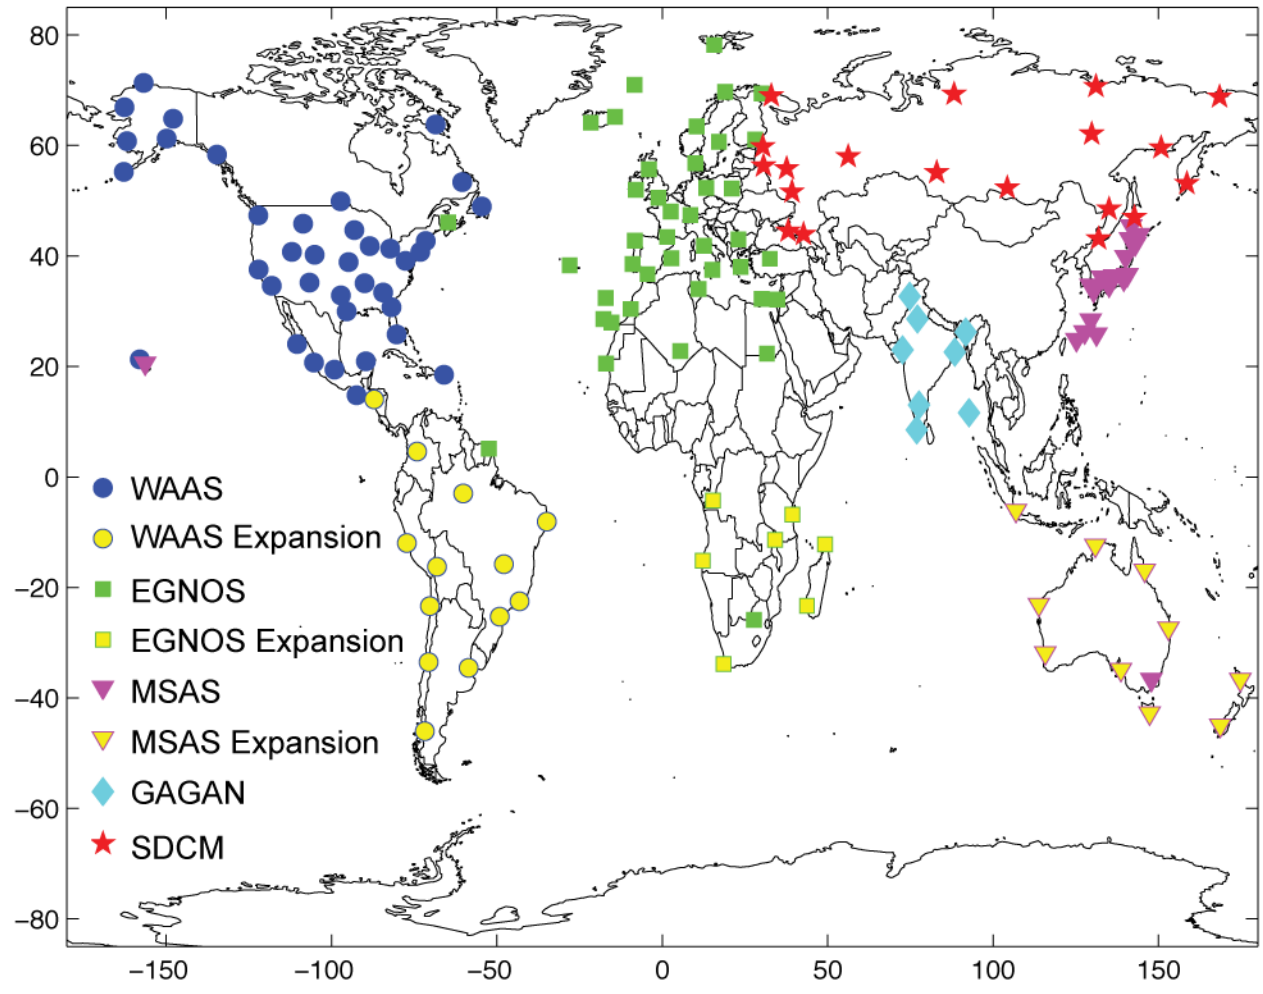 80
60
40
20
0
−20
−40
−60
−80
WAAS
WAAS Expansion
EGNOS
EGNOS Expansion
MSAS
MSAS Expansion
GAGAN
SDCM
−150 −100 −50 0 50 100 150